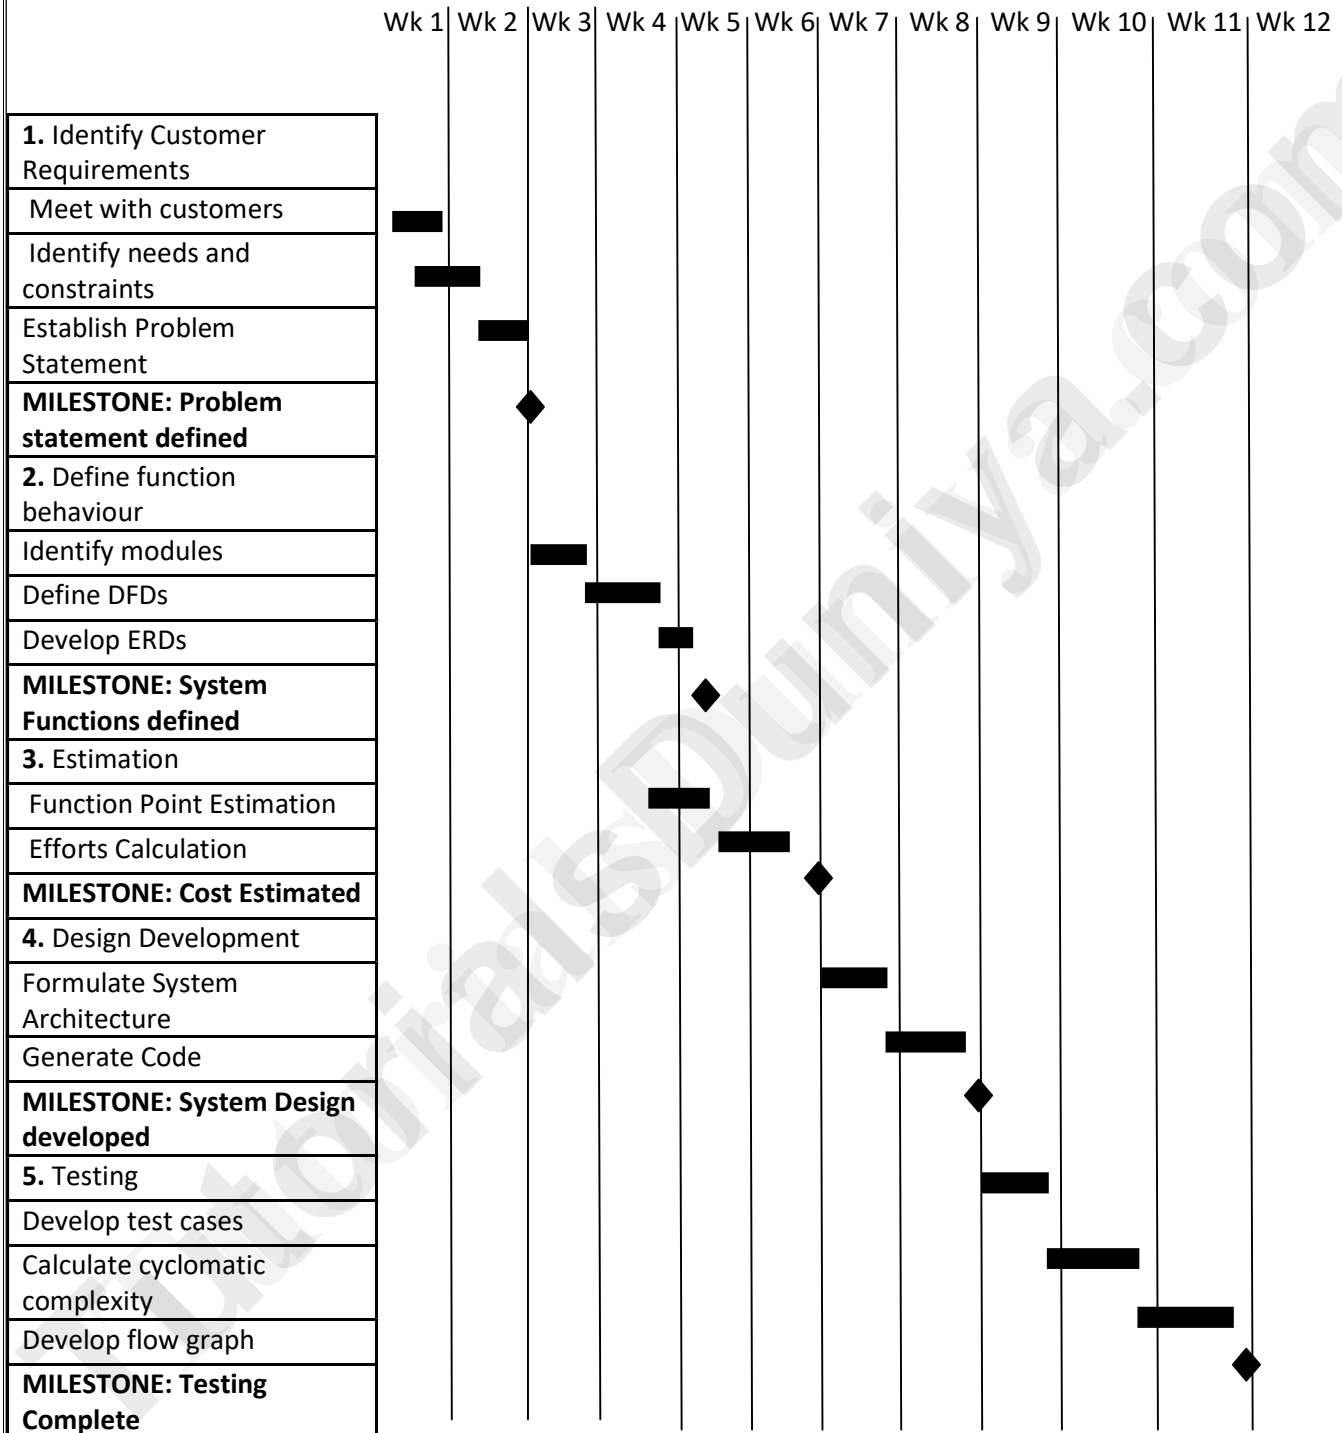 Wk 1 Wk 2 Wk 3 Wk 4 Wk 5 Wk 6 Wk 7 Wk 8 Wk 9 Wk 10 Wk 11 Wk 12
1. Identify Customer
Requirements
Meet with customers
Identify needs and
constraints
Establish Problem
Statement
MILESTONE: Problem
statement defined
2. Define function
behaviour
Identify modules
Define DFDs
Develop ERDs
MILESTONE: System
Functions defined
3. Estimation
Function Point Estimation
Efforts Calculation
MILESTONE: Cost Estimated
4. Design Development
Formulate System
Architecture
Generate Code
MILESTONE: System Design
developed
5. Testing
Develop test cases
Calculate cyclomatic
complexity
Develop flow graph
MILESTONE: Testing
Complete
TutorialsDuniya.com